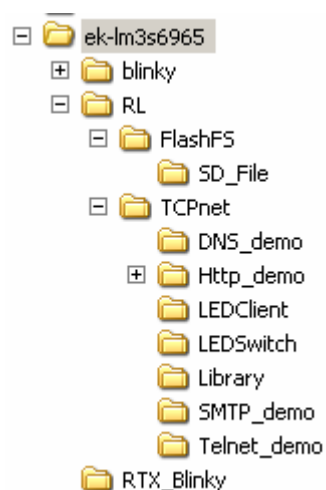 ek-lm3s6965
blinky
RL
FlashFS
SD_File
TCPnet
DNS_demo
Http_demo
LEDClient
LEDSwitch
Library
SMTP_demo
Telnet_demo
RTX_Blinky